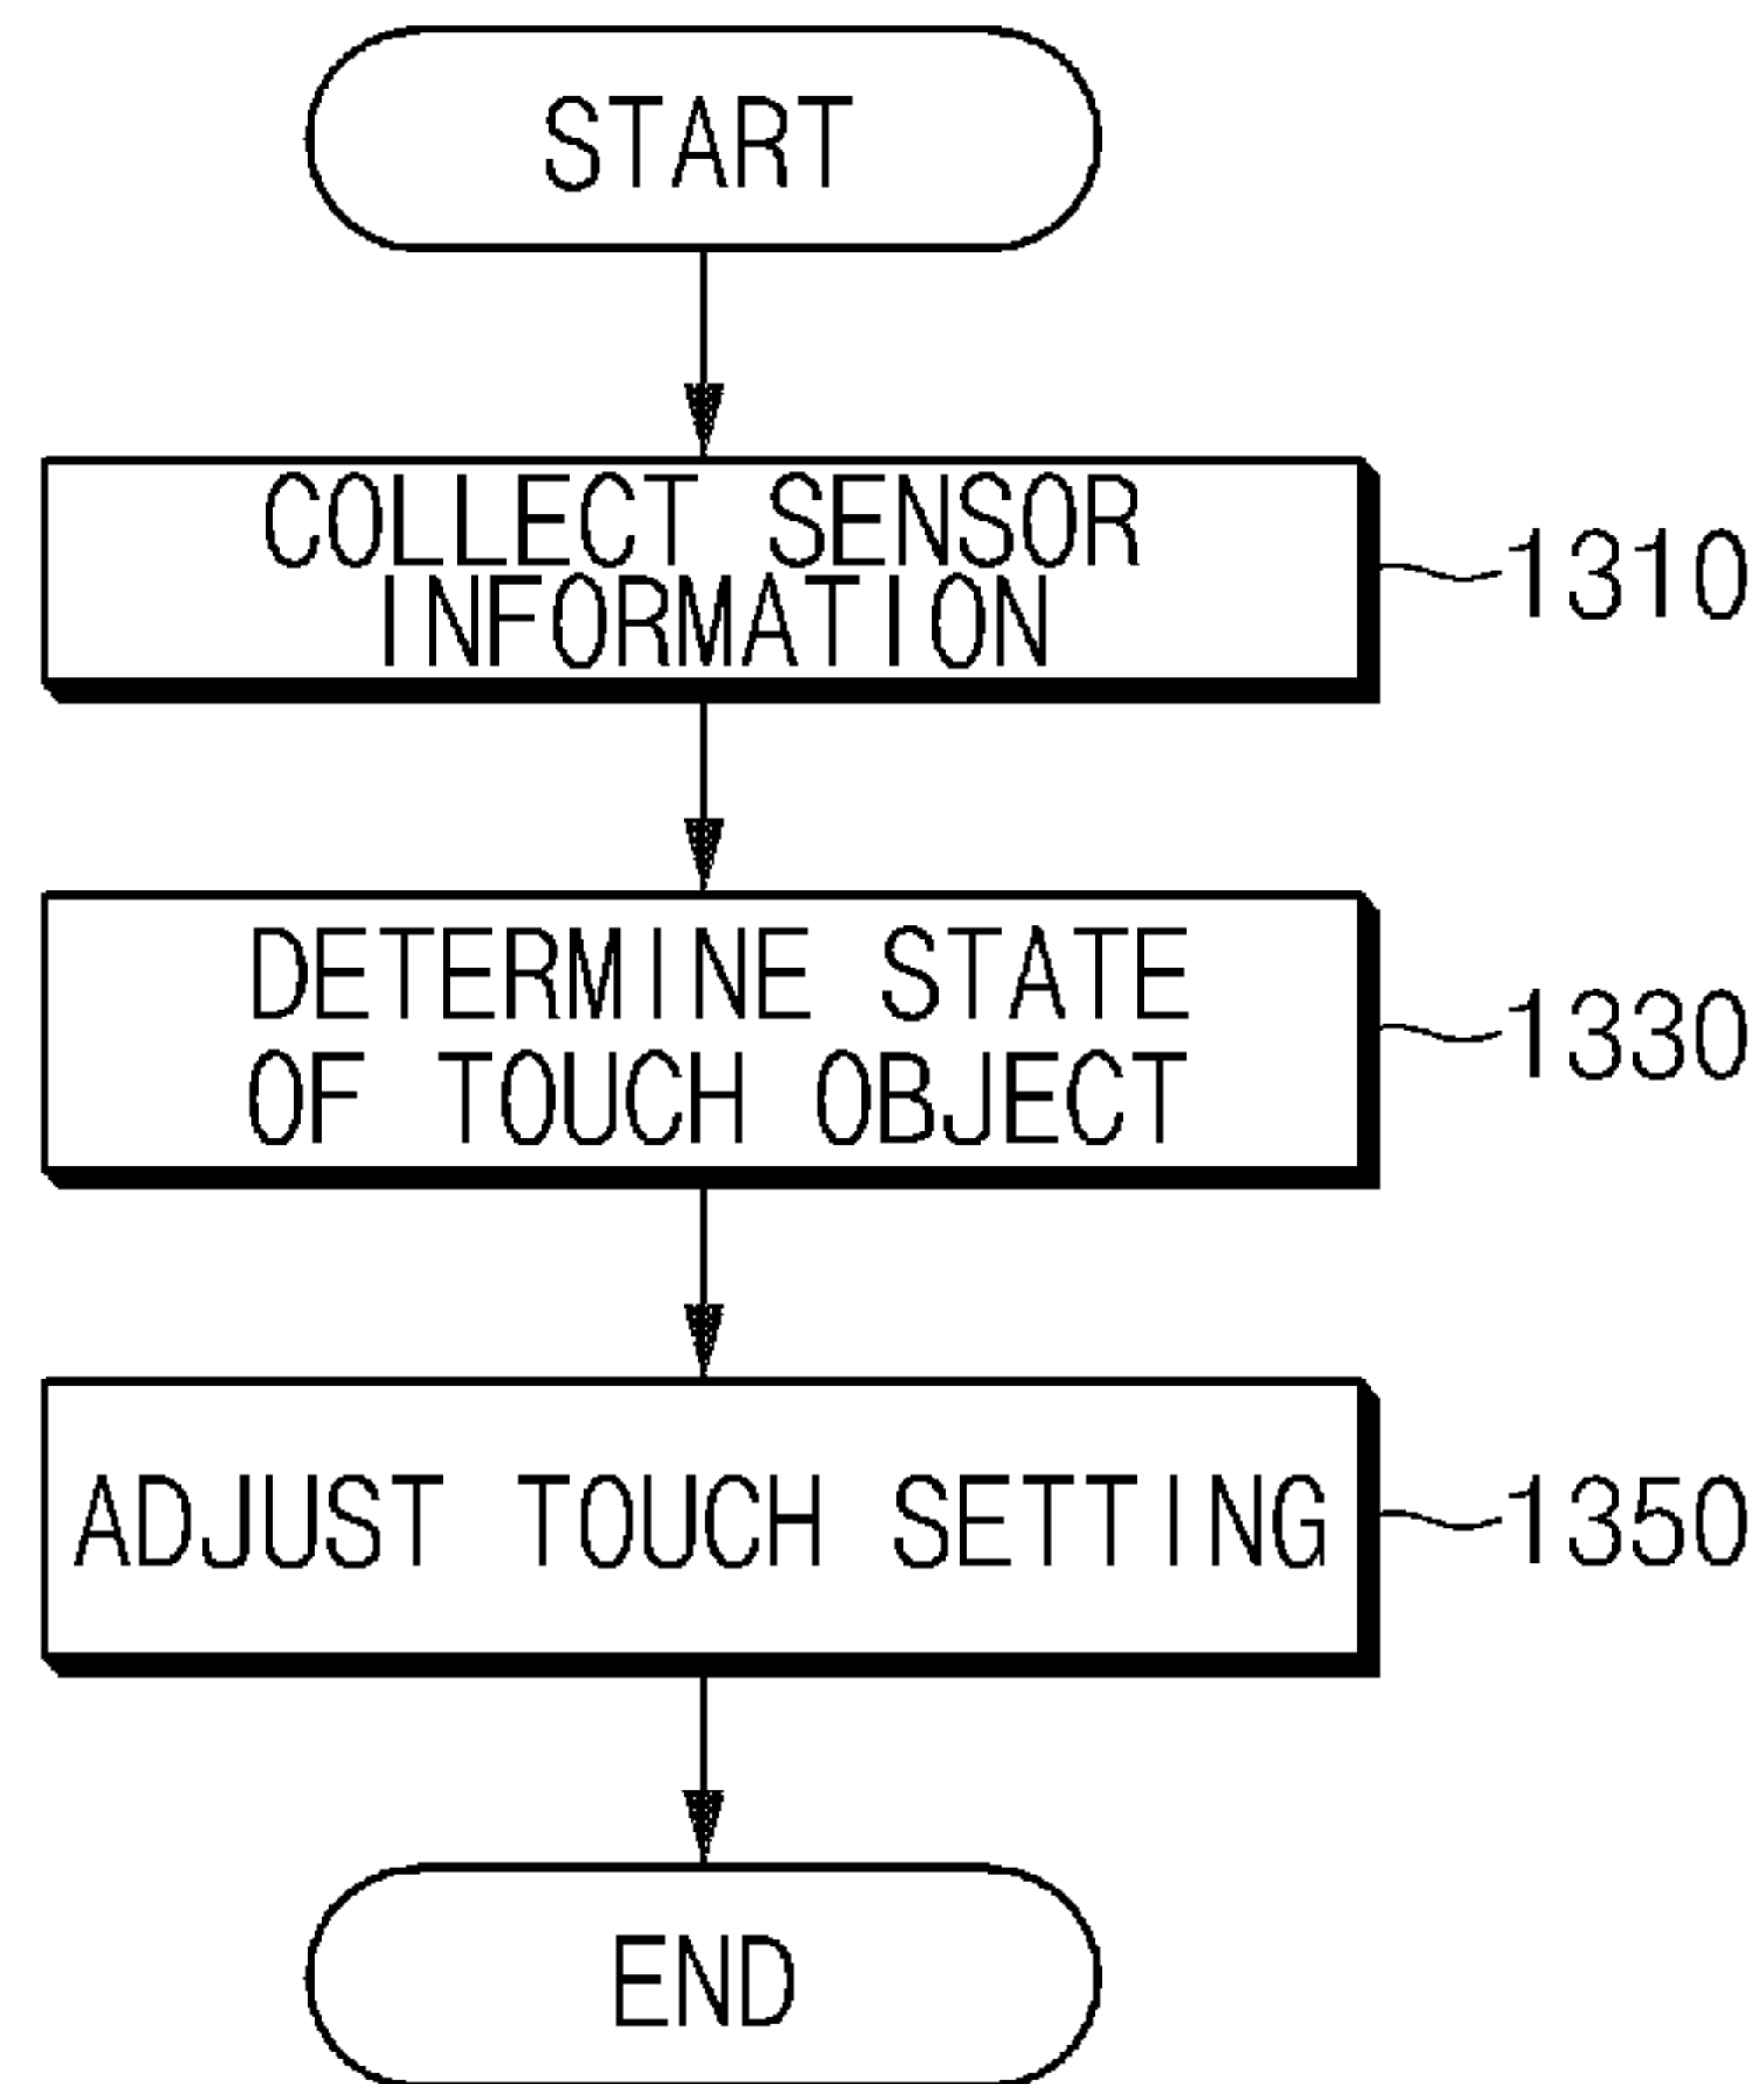 START
COLLECT SENSOR
INFORMATION
1310
DETERMINE STATE
OF TOUCH OBJECT
1330
ADJUST TOUCH SETTING
1350
END